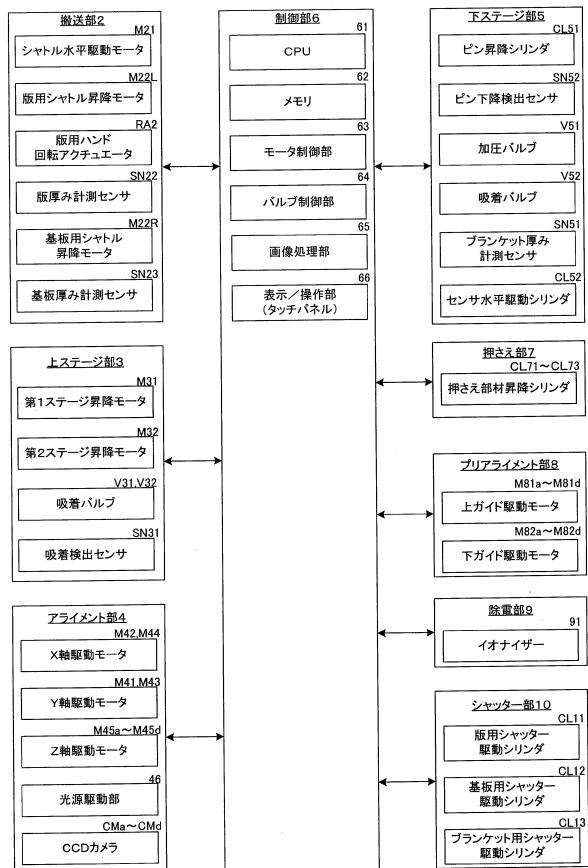 搬送部2
M21
シャトル水平駆動モータ
M22L
版用シャトル昇降モータ
RA2
版用ハンド
回転アクチュエータ
SN22
版厚み計測センサ
M22R
基板用シャトル
昇降モータ
SN23
基板厚み計測センサ
上ステージ部3
M31
第1ステージ昇降モータ
M32
第2ステージ昇降モータ
V31,V32
吸着バルブ
SN31
吸着検出センサ
アライメント部4
M42,M44
X軸駆動モータ
M41,M43
Y軸駆動モータ
M45a～M45d
Z軸駆動モータ
46
光源駆動部
CMa～CMd
CCDカメラ
制御部6
61
CPU
62
メモリ
63
モータ制御部
64
バルブ制御部
65
画像処理部
66
表示／操作部
(タッチパネル)
下ステージ部5
CL51
ピン昇降シリンダ
SN52
ピン下降検出センサ
V51
加圧バルブ
V52
吸着バルブ
SN51
ブランケット厚み
計測センサ
CL52
センサ水平駆動シリンダ
押さえ部7
CL71～CL73
押さえ部材昇降シリンダ
プリアライメント部8
M81a～M81d
上ガイド駆動モータ
M82a～M82d
下ガイド駆動モータ
除電部9
91
イオナイザー
シャッター部10
CL11
版用シャッター
駆動シリンダ
CL12
基板用シャッター
駆動シリンダ
CL13
ブランケット用シャッター
駆動シリンダ